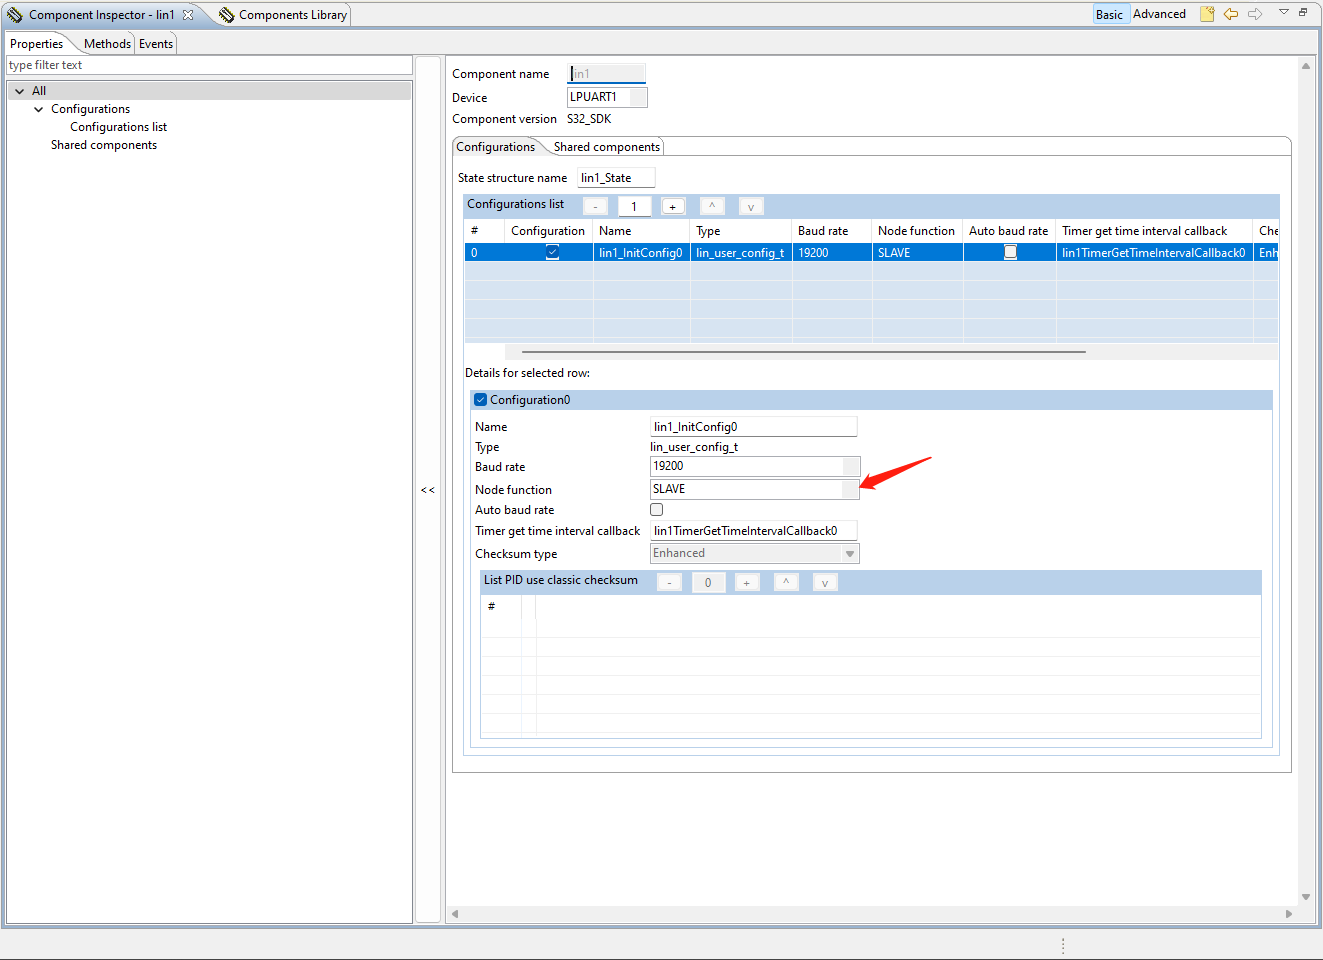 Component Inspector - lin1
Components Library
Basic Advanced
Properties Methods Events
type filter text
All
Configurations
Configurations list
Shared components
<<
Component name lin1
Device LPUART1
Component version S32_SDK
Configurations Shared components
State structure name lin1_State
Configurations list - 1 + ^ v
# Configuration Name Type Baud rate Node function Auto baud rate Timer get time interval callback Che
0 lin1_InitConfig0 lin_user_config_t 19200 SLAVE lin1TimerGetTimeIntervalCallback0 Enh
Details for selected row:
Configuration0
Name lin1_InitConfig0
Type lin_user_config_t
Baud rate 19200
Node function SLAVE
Auto baud rate
Timer get time interval callback lin1TimerGetTimeIntervalCallback0
Checksum type Enhanced
List PID use classic checksum - 0 + ^ v
#